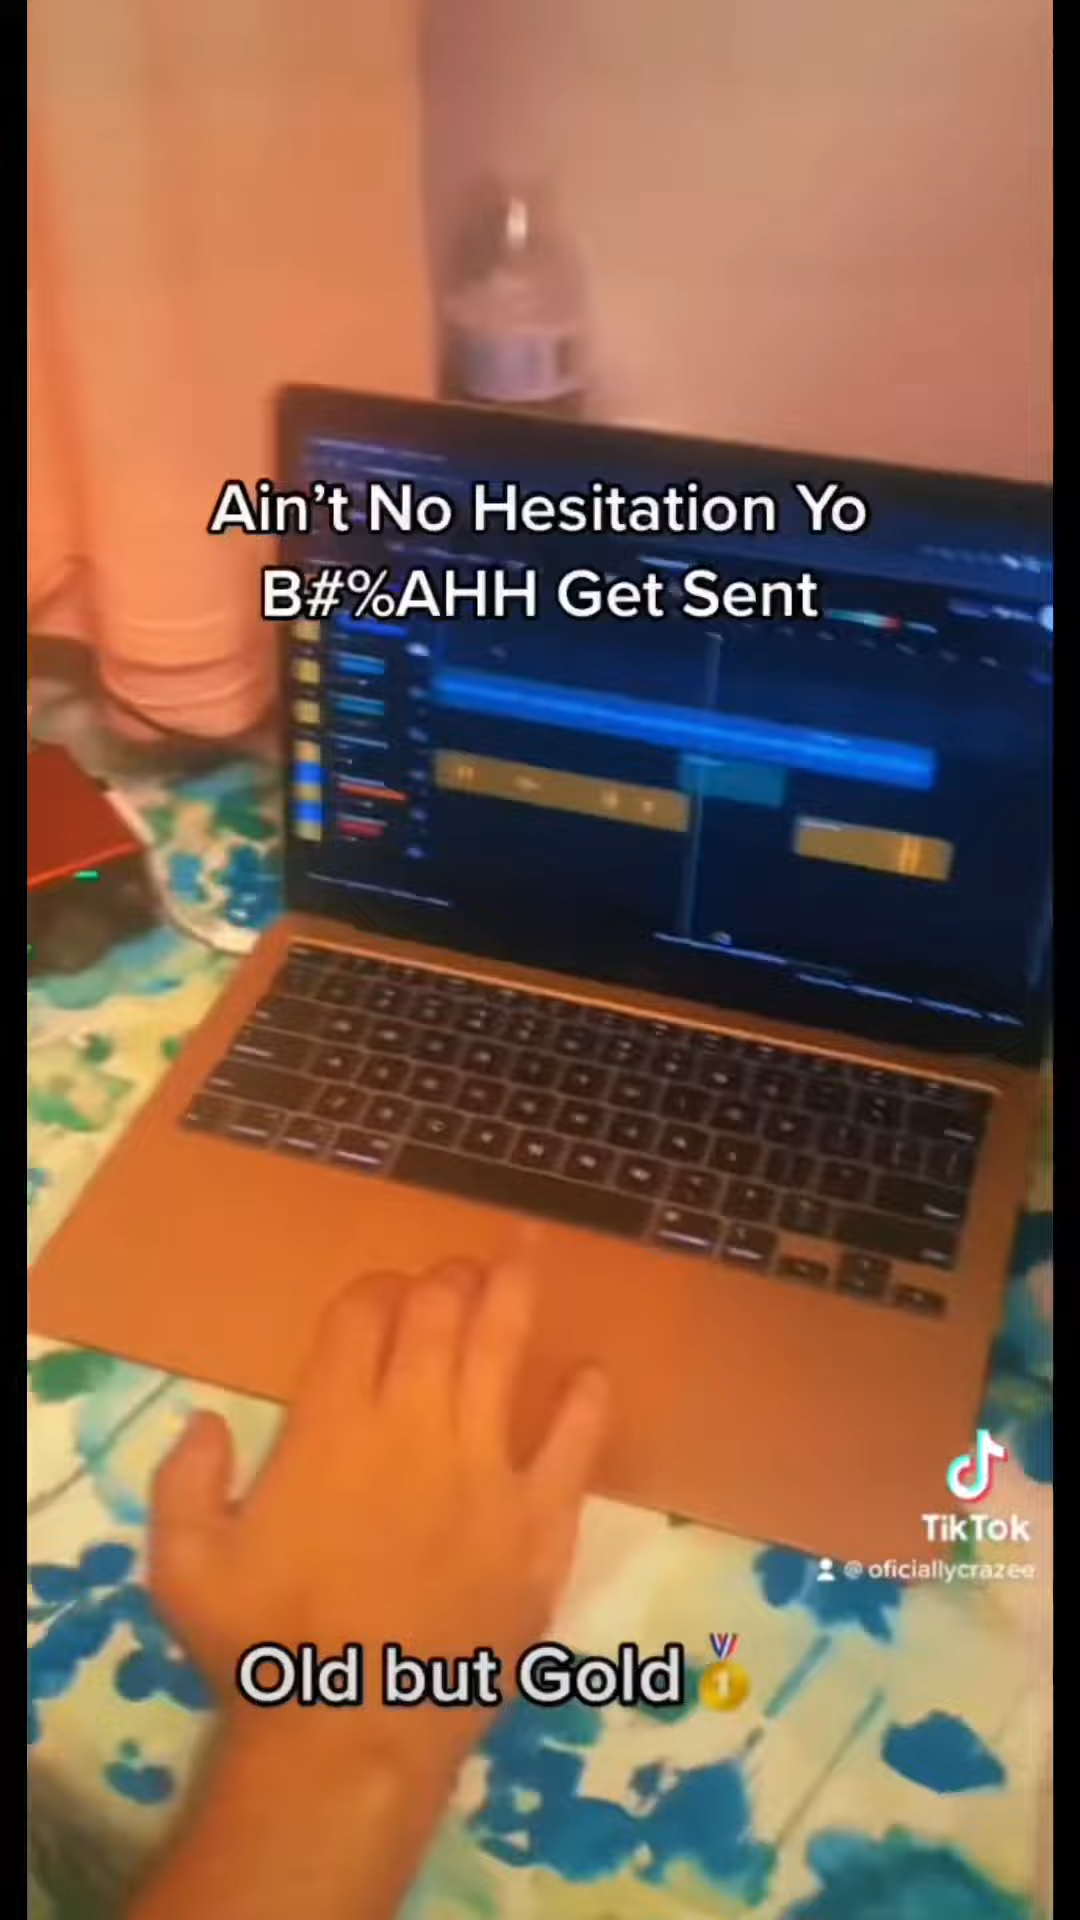 Ain't No Hesitation Yo
B#%AHH Get Sent
TikTok
@oficiallycrazee
Old but Gold🥇